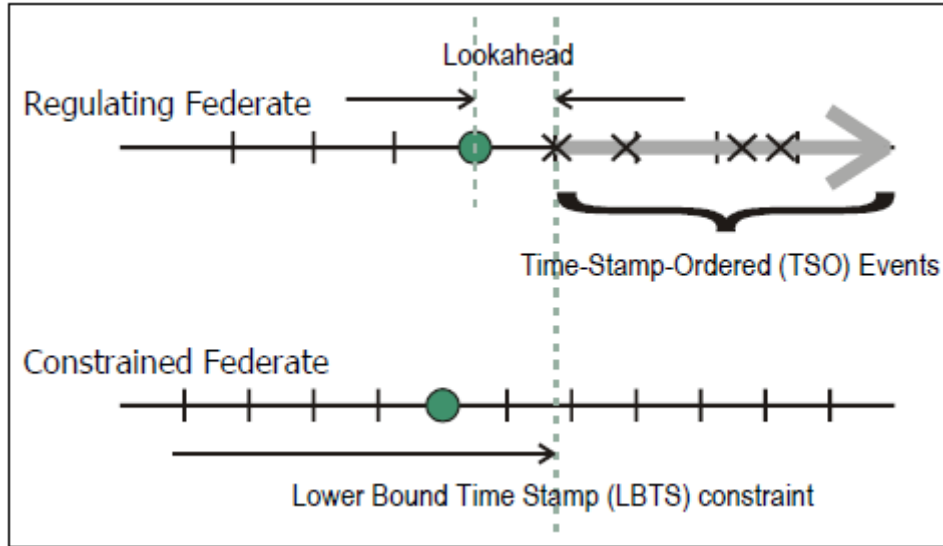 Lookahead
Regulating Federate
Time-Stamp-Ordered (TSO) Events
Constrained Federate
Lower Bound Time Stamp (LBTS) constraint